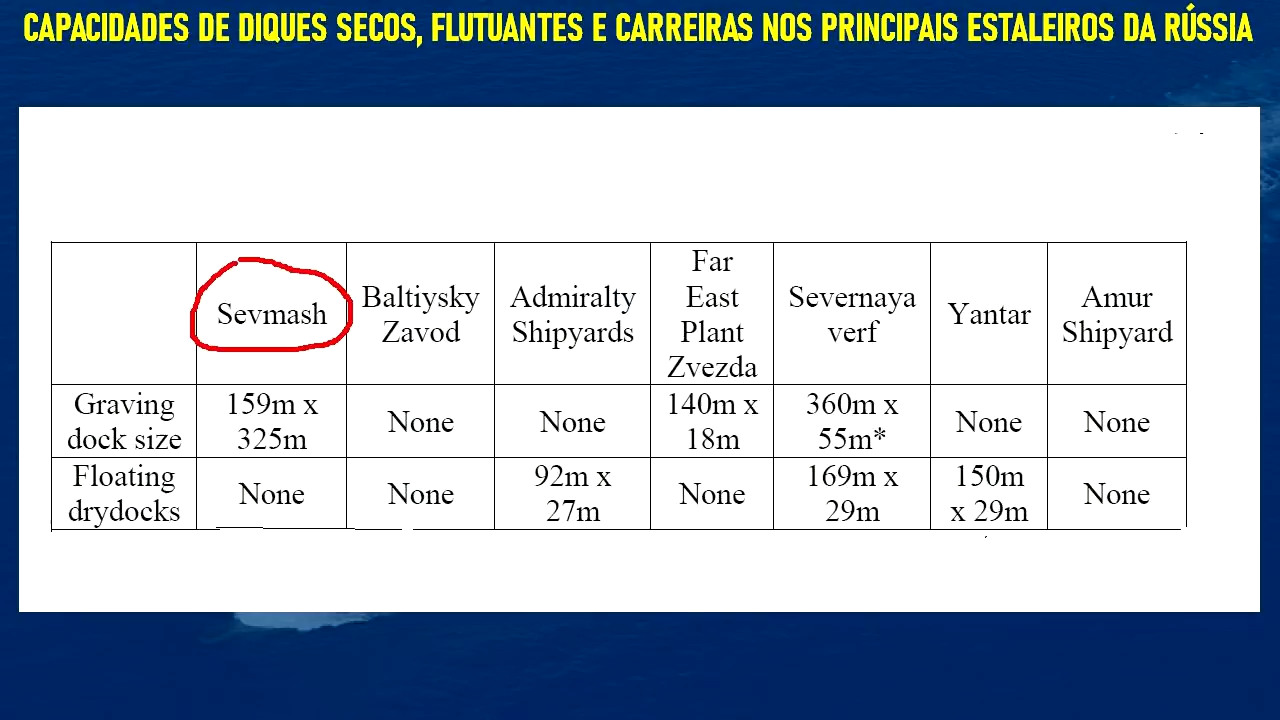 CAPACIDADES DE DIQUES SECOS, FLUTUANTES E CARREIRAS NOS PRINCIPAIS ESTALEIROS DA RÚSSIA
Sevmash
Baltiysky
Zavod
Admiralty
Shipyards
Far
East
Plant
Zvezda
Severnaya
verf
Yantar
Amur
Shipyard
Graving
dock size
159m x
325m
None
None
140m x
18m
360m x
55m*
None
None
Floating
drydocks
None
None
92m x
27m
None
169m x
29m
150m
x 29m
None